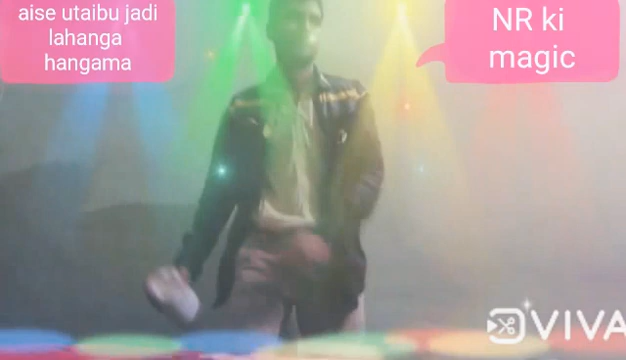 aise utaibu jadi
lahanga
hangama
NR ki
magic
VIVA